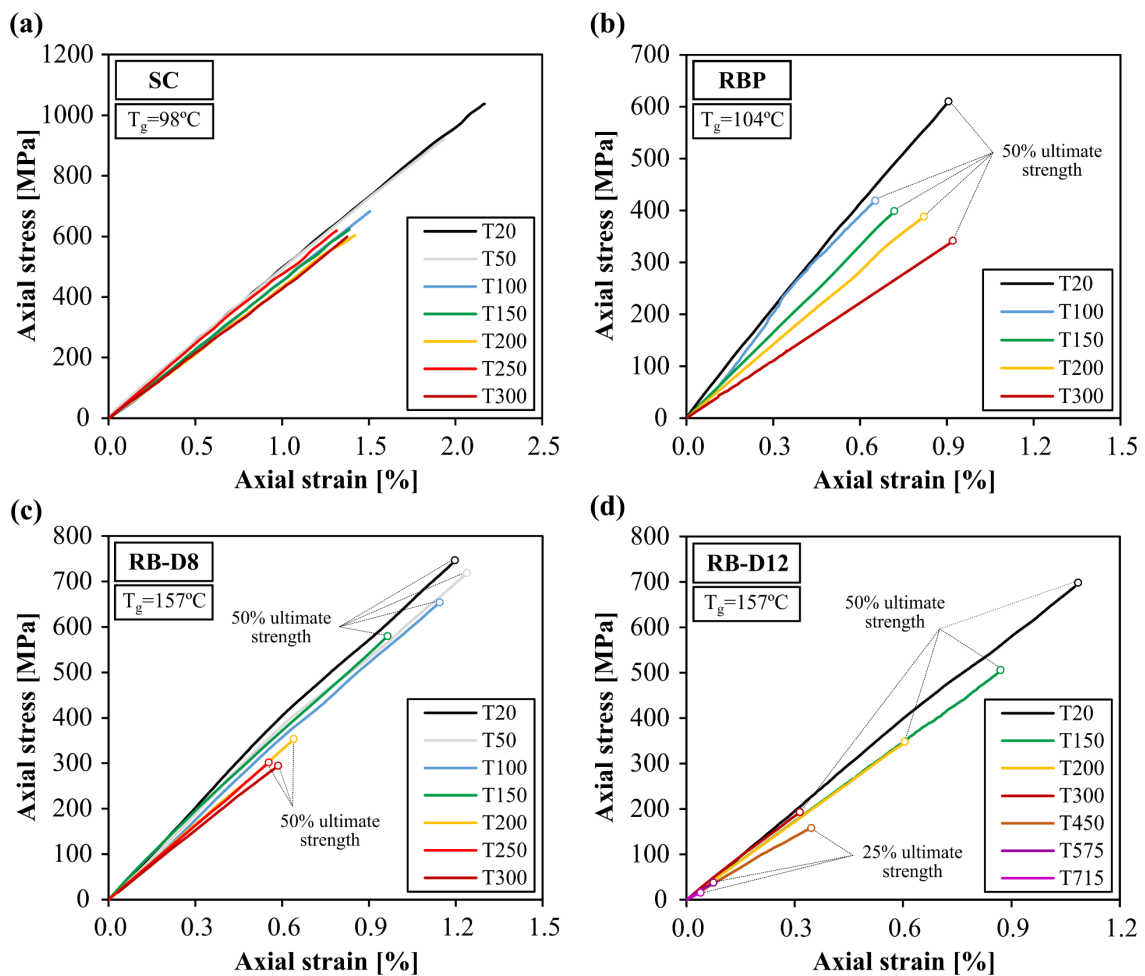 (a)
1200
1000
800
600
400
200
0
Axial stress [MPa]
SC
T_g=98ºC
T20
T50
T100
T150
T200
T250
T300
0.0
0.5
1.0
1.5
2.0
2.5
Axial strain [%]
(b)
700
600
500
400
300
200
100
0
Axial stress [MPa]
RBP
T_g=104ºC
50% ultimate
strength
T20
T100
T150
T200
T300
0.0
0.3
0.6
0.9
1.2
1.5
Axial strain [%]
(c)
800
700
600
500
400
300
200
100
0
Axial stress [MPa]
RB-D8
T_g=157ºC
50% ultimate
strength
50% ultimate
strength
T20
T50
T100
T150
T200
T250
T300
0.0
0.3
0.6
0.9
1.2
1.5
Axial strain [%]
(d)
800
700
600
500
400
300
200
100
0
Axial stress [MPa]
RB-D12
T_g=157ºC
50% ultimate
strength
25% ultimate
strength
T20
T150
T200
T300
T450
T575
T715
0.0
0.3
0.6
0.9
1.2
Axial strain [%]